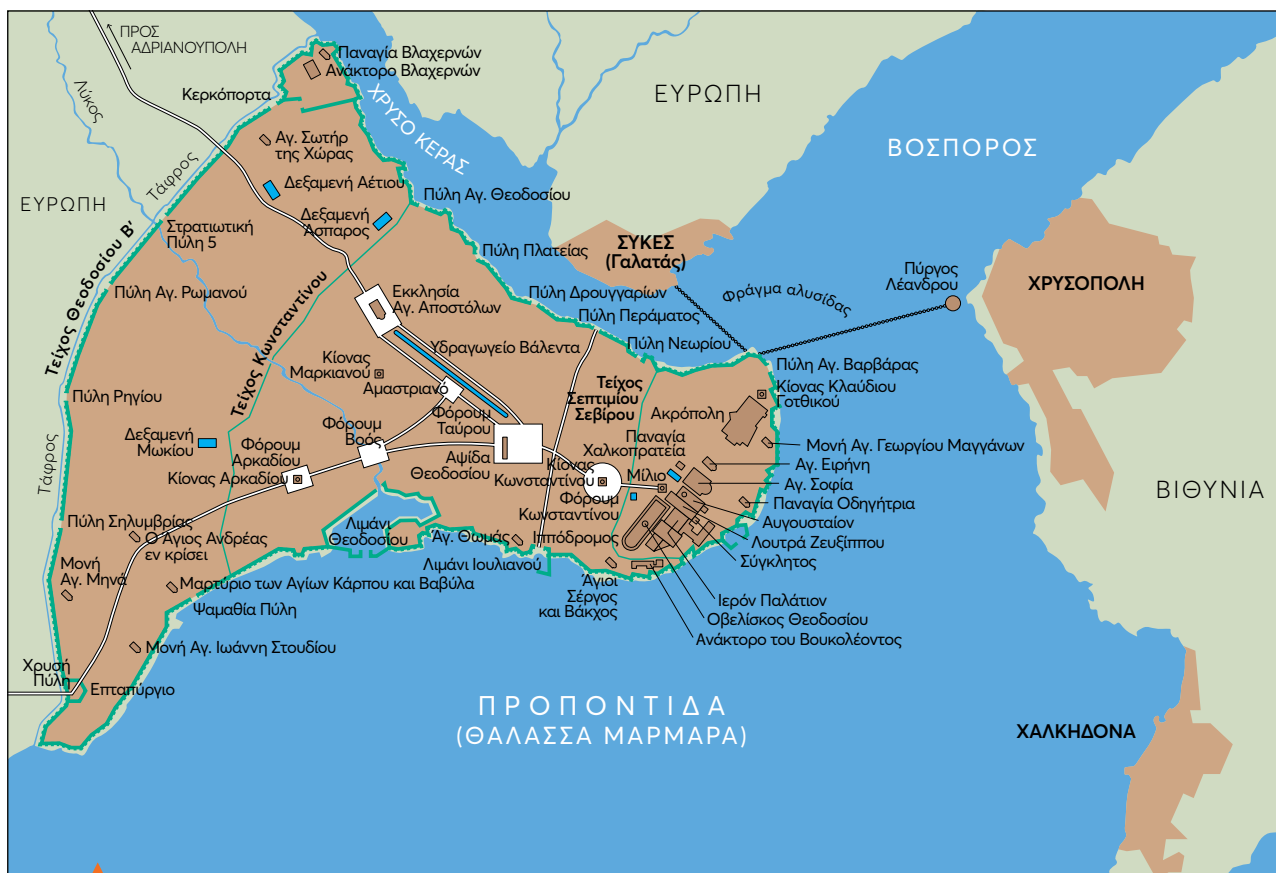 ΠΡΟΣ
ΑΔΡΙΑΝΟΥΠΟΛΗ
Λύκος
Παναγία Βλαχερνών
Ανάκτορο Βλαχερνών
Κερκόπορτα
ΧΡΥΣΟ ΚΕΡΑΣ
ΕΥΡΩΠΗ
ΒΟΣΠΟΡΟΣ
Αγ. Σωτήρ
της Χώρας
Τάφρος
Δεξαμενή Αέτιου
ΕΥΡΩΠΗ
Πύλη Αγ. Θεοδοσίου
Δεξαμενή
Άσπαρος
Στρατιωτική
Πύλη 5
Πύλη Πλατείας
ΣΥΚΕΣ
(Γαλατάς)
Πύργος
Λέανδρου
ΧΡΥΣΟΠΟΛΗ
Τείχος Θεοδοσίου Β'
Πύλη Αγ. Ρωμανού
Τείχος Κωνσταντίνου
Εκκλησία
Αγ. Αποστόλων
Πύλη Δρουγγαρίων
Φράγμα αλυσίδας
Πύλη Περάματος
Πύλη Νεωρίου
Υδραγωγείο Βάλεντα
Κίονας
Μαρκιανού
Αμαστριανό
Πύλη Αγ. Βαρβάρας
Τείχος
Σεπτιμίου
Σεβίρου
Κίονας Κλαύδιου
Γοτθικού
Πύλη Ρηγίου
Ακρόπολη
Φόρουμ
Ταύρου
Φόρουμ
Βοός
Δεξαμενή
Μωκίου
Φόρουμ
Αρκαδίου
Κίονας Αρκαδίου
Παναγία
Χαλκοπρατεία
Μονή Αγ. Γεωργίου Μαγγάνων
Αψίδα
Θεοδοσίου
Κίονας
Κωνσταντίνου
Μίλιο
Αγ. Ειρήνη
Αγ. Σοφία
Τάφρος
ΒΙΘΥΝΙΑ
Φόρουμ
Κωνσταντίνου
Παναγία Οδηγήτρια
Αυγουσταίον
Πύλη Σηλυμβρίας
Ο Άγιος Ανδρέας
εν κρίσει
Λιμάνι
Θεοδοσίου
Άγ. Θωμάς
Ιππόδρομος
Λουτρά Ζευξίππου
Σύγκλητος
Λιμάνι Ιουλιανού
Μονή
Αγ. Μηνά
Μαρτύριο των Αγίων Κάρπου και Βαβύλα
Άγιοι
Σέργος
και Βάκχος
Ιερόν Παλάτιον
Ψαμαθία Πύλη
Οβελίσκος Θεοδοσίου
Ανάκτορο του Βουκολέοντος
Μονή Αγ. Ιωάννη Στουδίου
Χρυσή
Πύλη
Επταπύργιο
ΠΡΟΠΟΝΤΙΔΑ
(ΘΑΛΑΣΣΑ ΜΑΡΜΑΡΑ)
ΧΑΛΚΗΔΟΝΑ